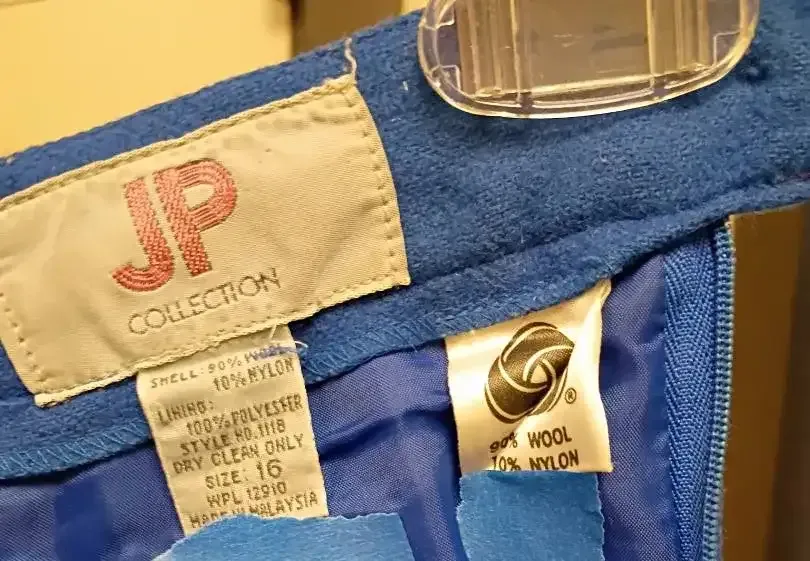 JP
COLLECTION
SHELL: 90% WOOL
10% NYLON
LINING:
100% POLYESTER
STYLE NO. 1118
DRY CLEAN ONLY
SIZE: 16
WPL 12910
MADE IN MALAYSIA
®
90% WOOL
10% NYLON